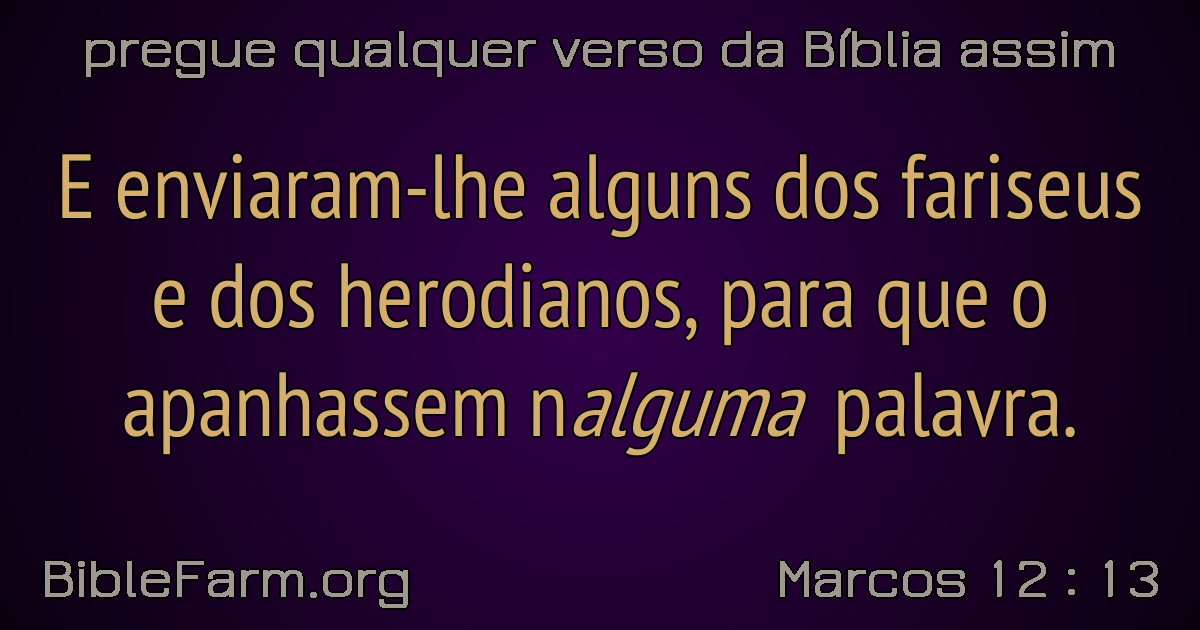 pregue qualquer verso da Bíblia assim
E enviaram-lhe alguns dos fariseus
e dos herodianos, para que o
apanhassem nalguma palavra.
BibleFarm.org
Marcos 12 : 13